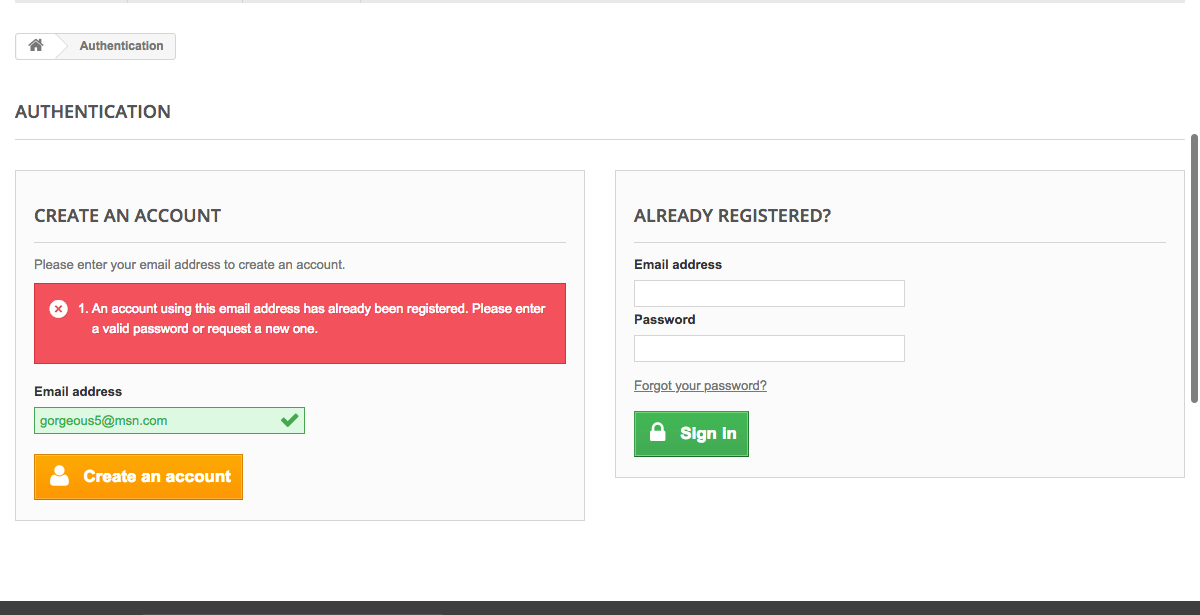 Authentication
AUTHENTICATION
CREATE AN ACCOUNT
Please enter your email address to create an account.
1. An account using this email address has already been registered. Please enter
a valid password or request a new one.
Email address
gorgeous5@msn.com
Create an account
ALREADY REGISTERED?
Email address
Password
Forgot your password?
Sign in